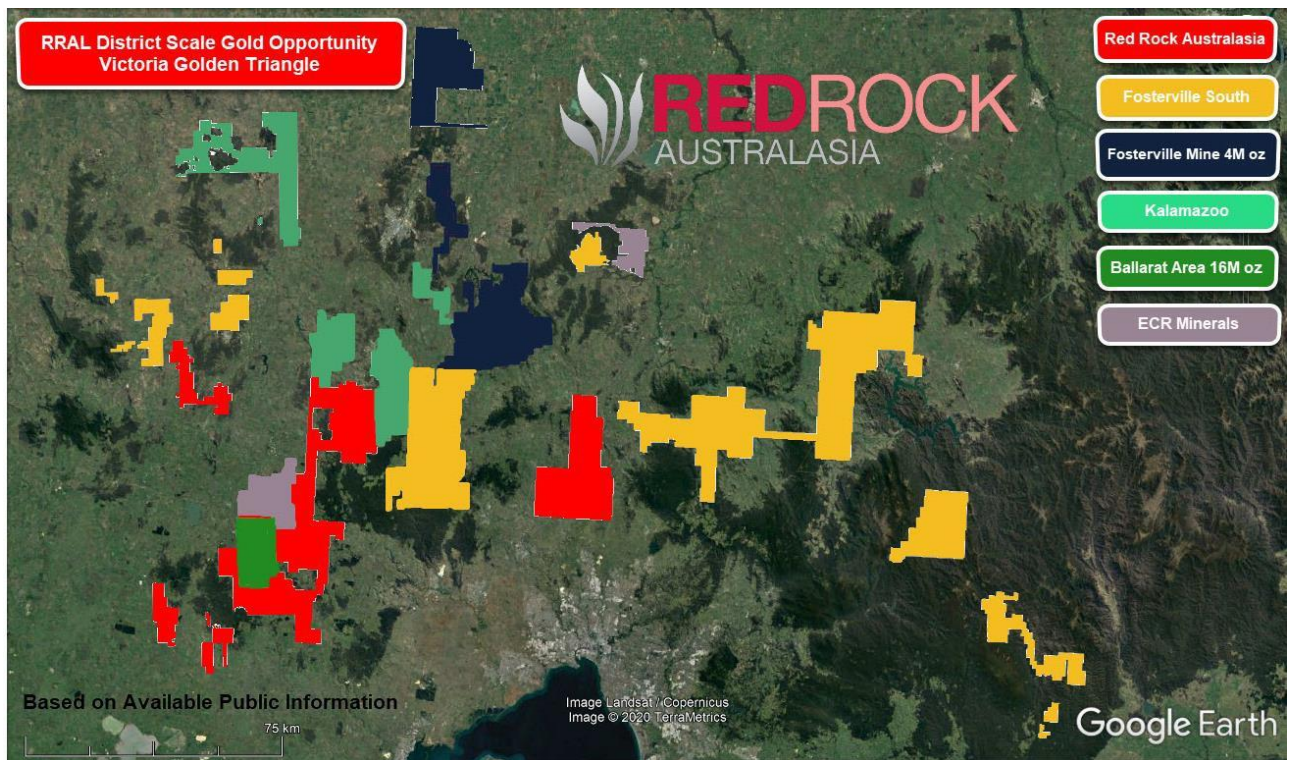 RRAL District Scale Gold Opportunity
Victoria Golden Triangle
REDROCK
AUSTRALASIA
Red Rock Australasia
Fosterville South
Fosterville Mine 4M oz
Kalamazoo
Ballarat Area 16M oz
ECR Minerals
Based on Available Public Information
75 km
Image Landsat / Copernicus
Image © 2020 TerraMetrics
Google Earth